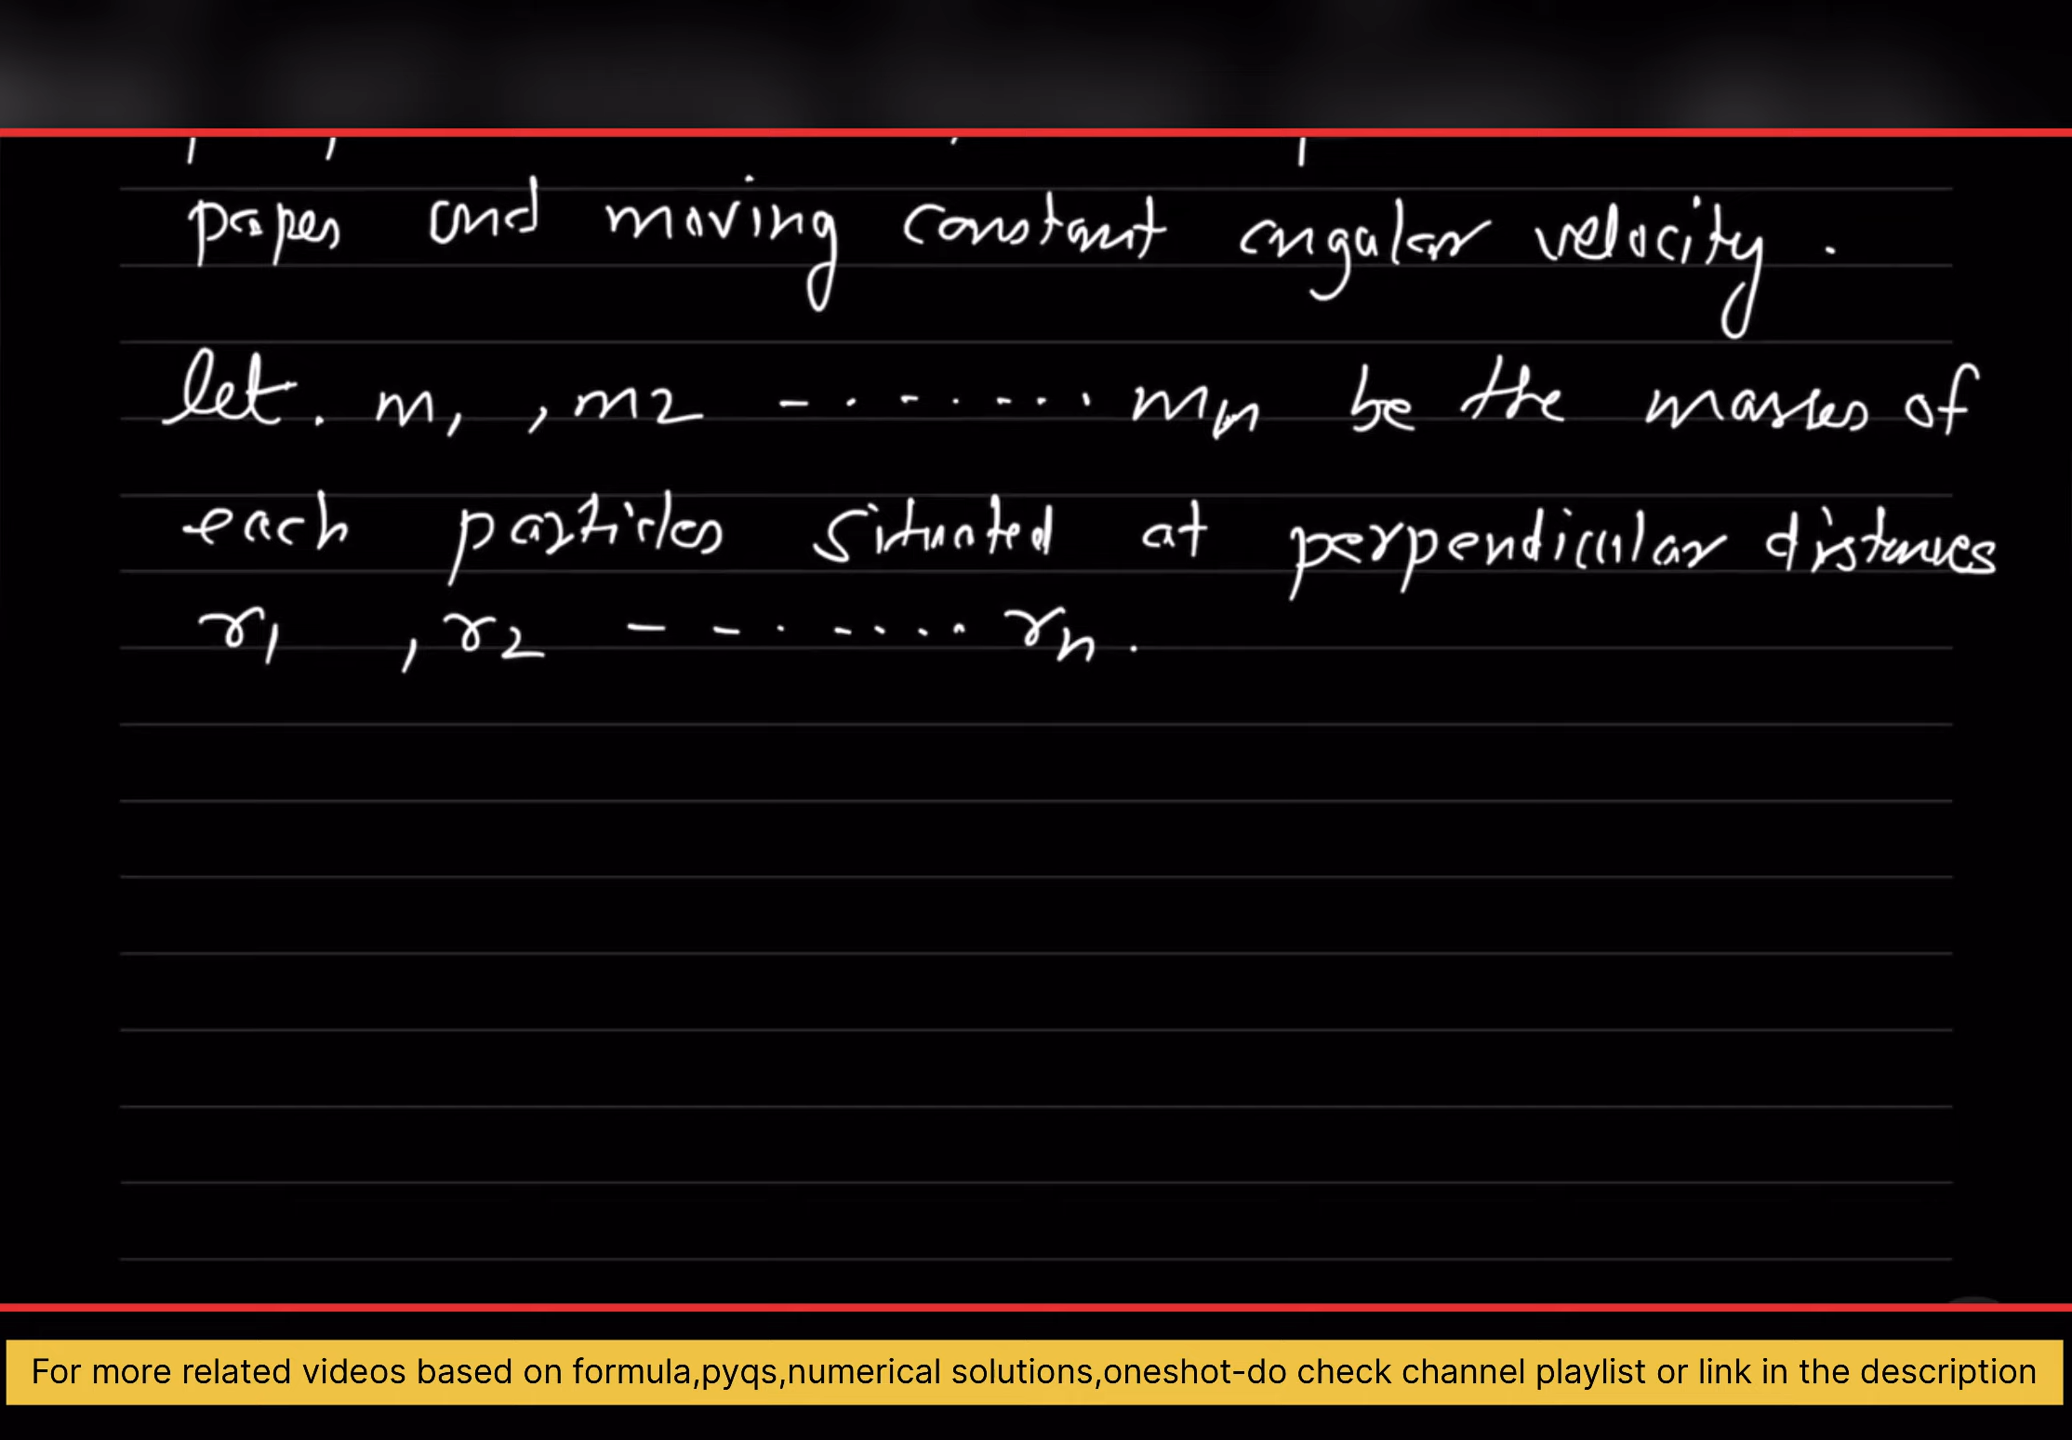 paper and moving constant angular velocity .
let. m1 , m2 - . - . - . . . . mn be the masses of
each particles situated at perpendicular distances
r1 , r2 - - . - . . . . rn .
For more related videos based on formula,pyqs,numerical solutions,oneshot-do check channel playlist or link in the description